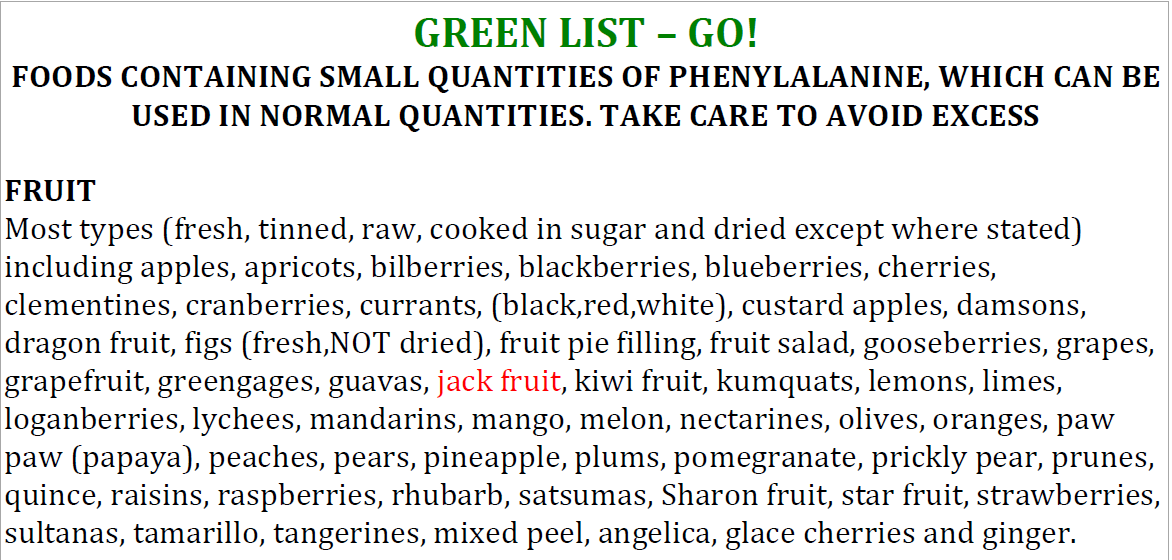 GREEN LIST – GO!
FOODS CONTAINING SMALL QUANTITIES OF PHENYLALANINE, WHICH CAN BE
USED IN NORMAL QUANTITIES. TAKE CARE TO AVOID EXCESS
FRUIT
Most types (fresh, tinned, raw, cooked in sugar and dried except where stated)
including apples, apricots, bilberries, blackberries, blueberries, cherries,
clementines, cranberries, currants, (black,red,white), custard apples, damsons,
dragon fruit, figs (fresh,NOT dried), fruit pie filling, fruit salad, gooseberries, grapes,
grapefruit, greengages, guavas, jack fruit, kiwi fruit, kumquats, lemons, limes,
loganberries, lychees, mandarins, mango, melon, nectarines, olives, oranges, paw
paw (papaya), peaches, pears, pineapple, plums, pomegranate, prickly pear, prunes,
quince, raisins, raspberries, rhubarb, satsumas, Sharon fruit, star fruit, strawberries,
sultanas, tamarillo, tangerines, mixed peel, angelica, glace cherries and ginger.